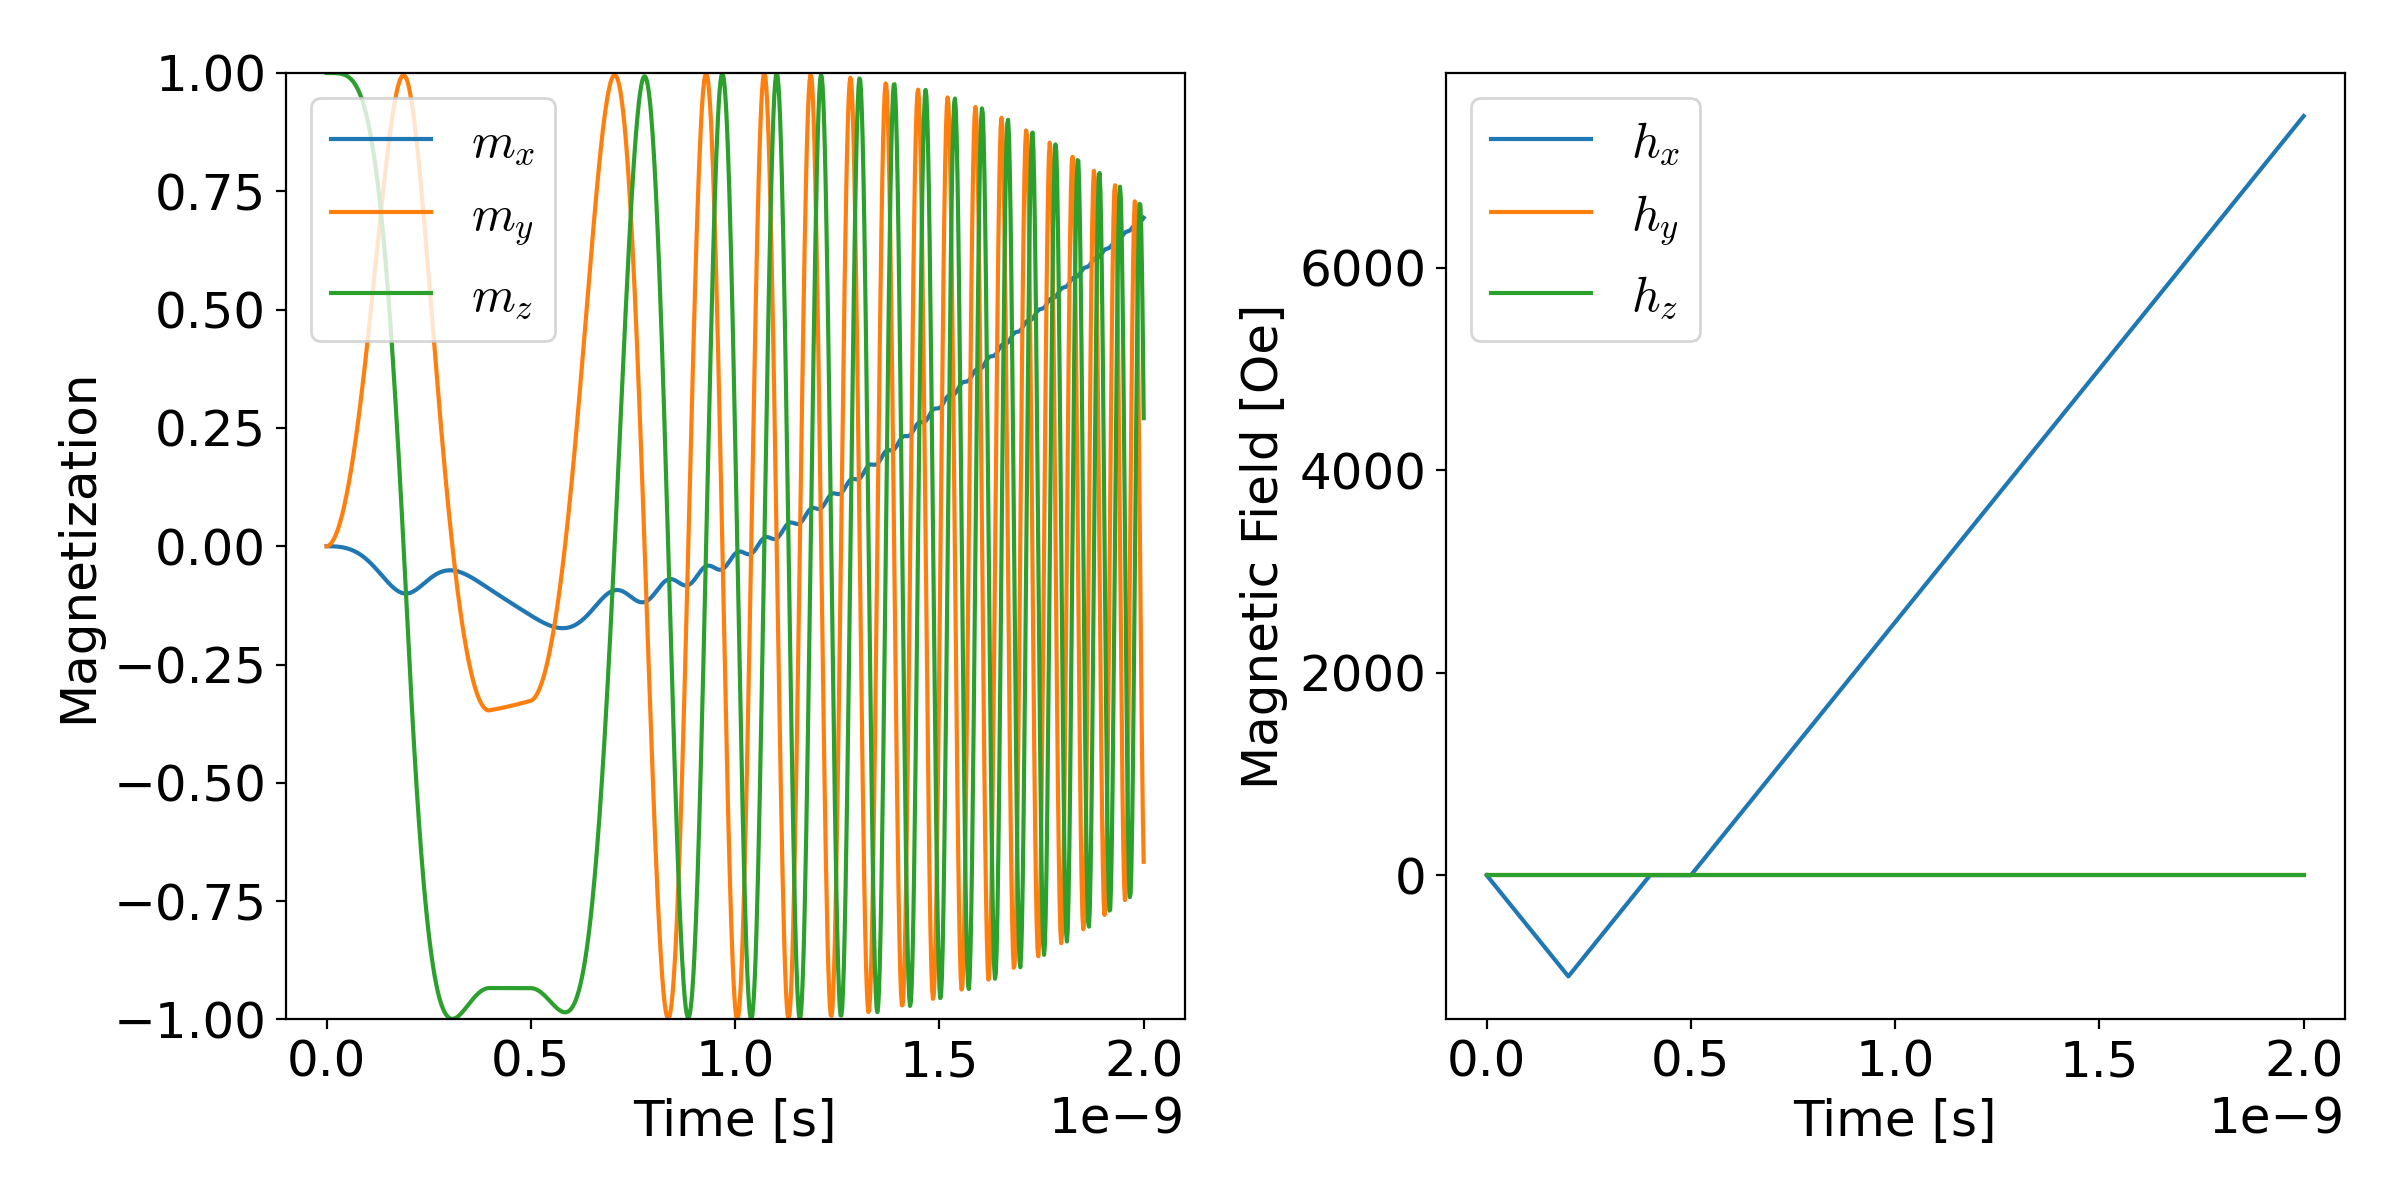 Magnetization
1.00
0.75
0.50
0.25
0.00
−0.25
−0.50
−0.75
−1.00
m_x
m_y
m_z
0.0 0.5 1.0 1.5 2.0
Time [s]
1e−9
Magnetic Field [Oe]
6000
4000
2000
0
h_x
h_y
h_z
0.0 0.5 1.0 1.5 2.0
Time [s]
1e−9